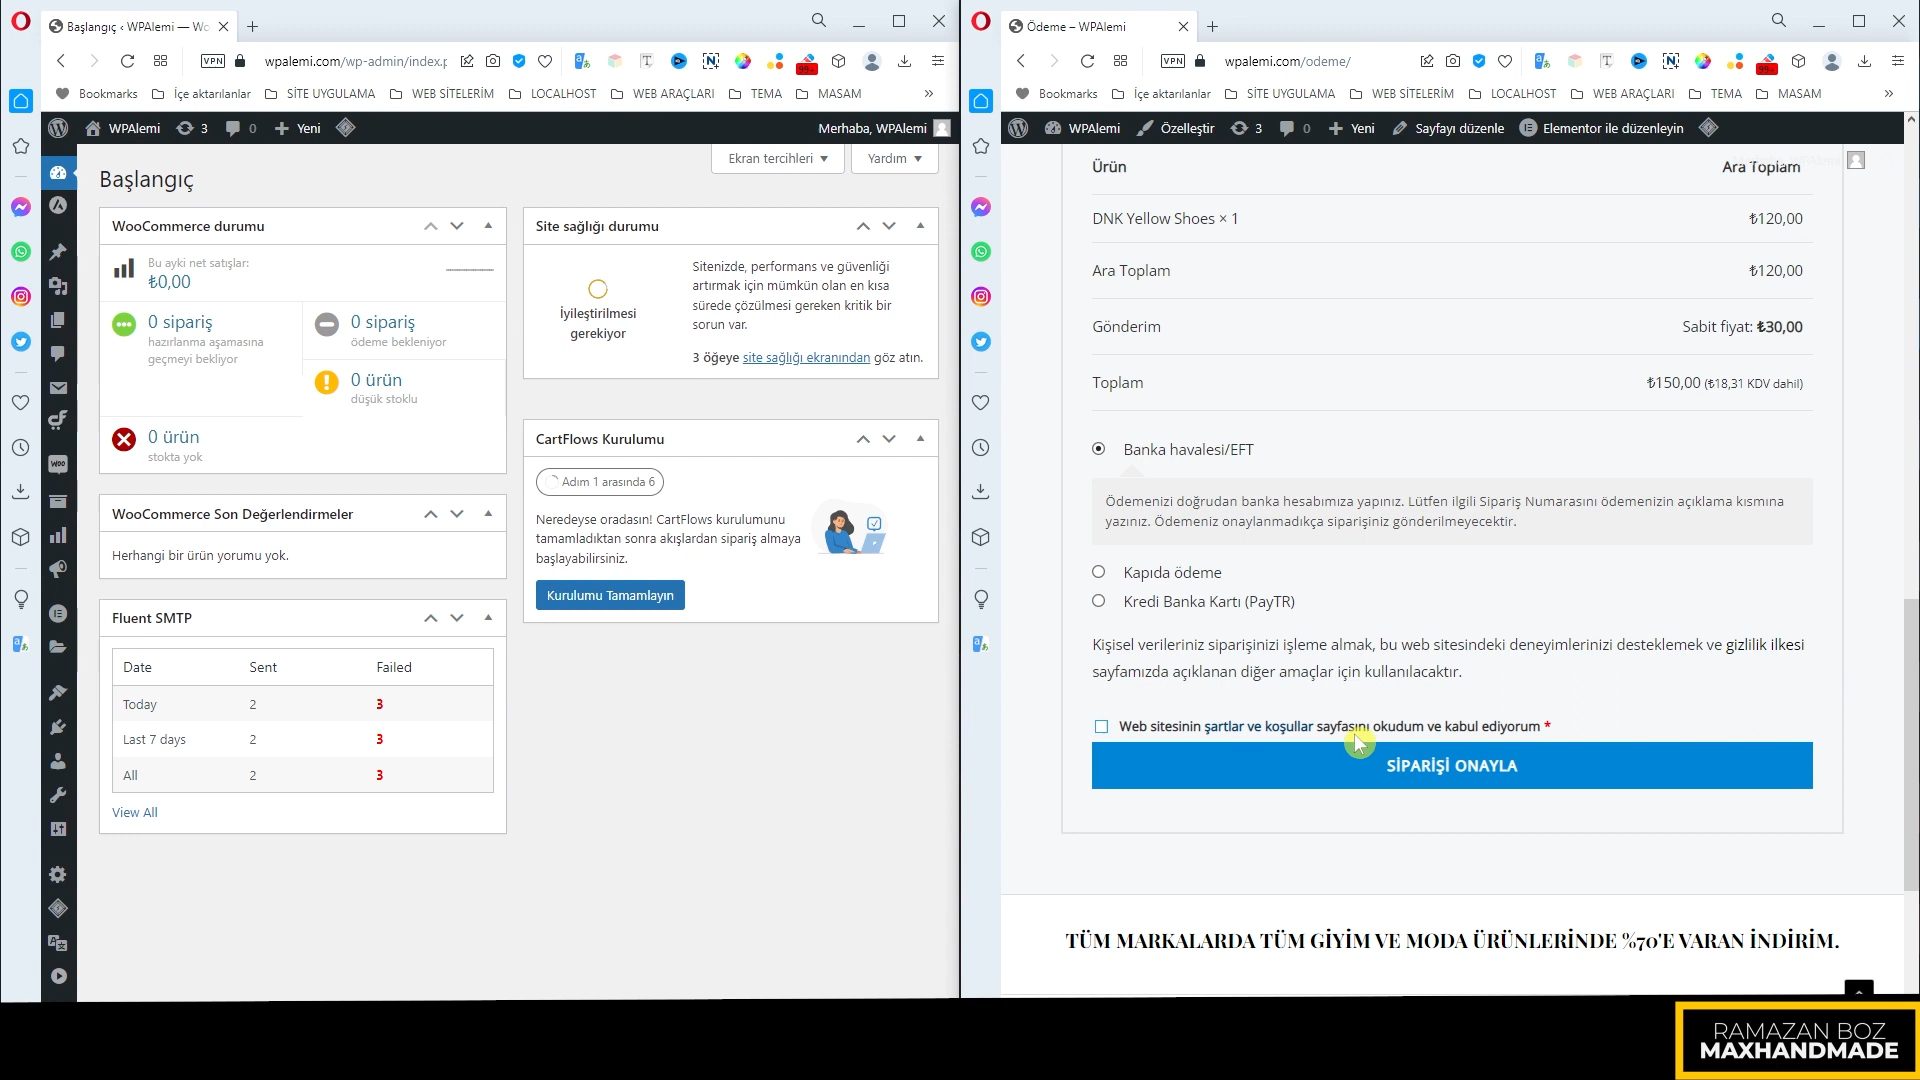 Başlangıç ‹ WPAlemi — Wo
VPN
wpalemi.com/wp-admin/index.p
99+
Bookmarks
İçe aktarılanlar
SİTE UYGULAMA
WEB SİTELERİM
LOCALHOST
WEB ARAÇLARI
TEMA
MASAM
WPAlemi
3
0
Yeni
Merhaba, WPAlemi
Ekran tercihleri
Yardım
Başlangıç
WooCommerce durumu
Bu ayki net satışlar:
₺0,00
0 sipariş
hazırlanma aşamasına
geçmeyi bekliyor
0 sipariş
ödeme bekleniyor
0 ürün
düşük stoklu
0 ürün
stokta yok
WooCommerce Son Değerlendirmeler
Herhangi bir ürün yorumu yok.
Fluent SMTP
Date Sent Failed
Today 2 3
Last 7 days 2 3
All 2 3
View All
Site sağlığı durumu
İyileştirilmesi
gerekiyor
Sitenizde, performans ve güvenliği
artırmak için mümkün olan en kısa
sürede çözülmesi gereken kritik bir
sorun var.
3 öğeye site sağlığı ekranından göz atın.
CartFlows Kurulumu
Adım 1 arasında 6
Neredeyse oradasın! CartFlows kurulumunu
tamamladıktan sonra akışlardan sipariş almaya
başlayabilirsiniz.
Kurulumu Tamamlayın
Ödeme – WPAlemi
VPN
wpalemi.com/odeme/
99+
Bookmarks
İçe aktarılanlar
SİTE UYGULAMA
WEB SİTELERİM
LOCALHOST
WEB ARAÇLARI
TEMA
MASAM
WPAlemi
Özelleştir
3
0
Yeni
Sayfayı düzenle
Elementor ile düzenleyin
Ürün Ara Toplam
DNK Yellow Shoes × 1 ₺120,00
Ara Toplam ₺120,00
Gönderim Sabit fiyat: ₺30,00
Toplam ₺150,00 (₺18,31 KDV dahil)
Banka havalesi/EFT
Ödemenizi doğrudan banka hesabımıza yapınız. Lütfen ilgili Sipariş Numarasını ödemenizin açıklama kısmına
yazınız. Ödemeniz onaylanmadıkça siparişiniz gönderilmeyecektir.
Kapıda ödeme
Kredi Banka Kartı (PayTR)
Kişisel verileriniz siparişinizi işleme almak, bu web sitesindeki deneyimlerinizi desteklemek ve gizlilik ilkesi
sayfamızda açıklanan diğer amaçlar için kullanılacaktır.
Web sitesinin şartlar ve koşullar sayfasını okudum ve kabul ediyorum *
SİPARİŞİ ONAYLA
TÜM MARKALARDA TÜM GİYİM VE MODA ÜRÜNLERİNDE %70'E VARAN İNDİRİM.
RAMAZAN BOZ
MAXHANDMADE